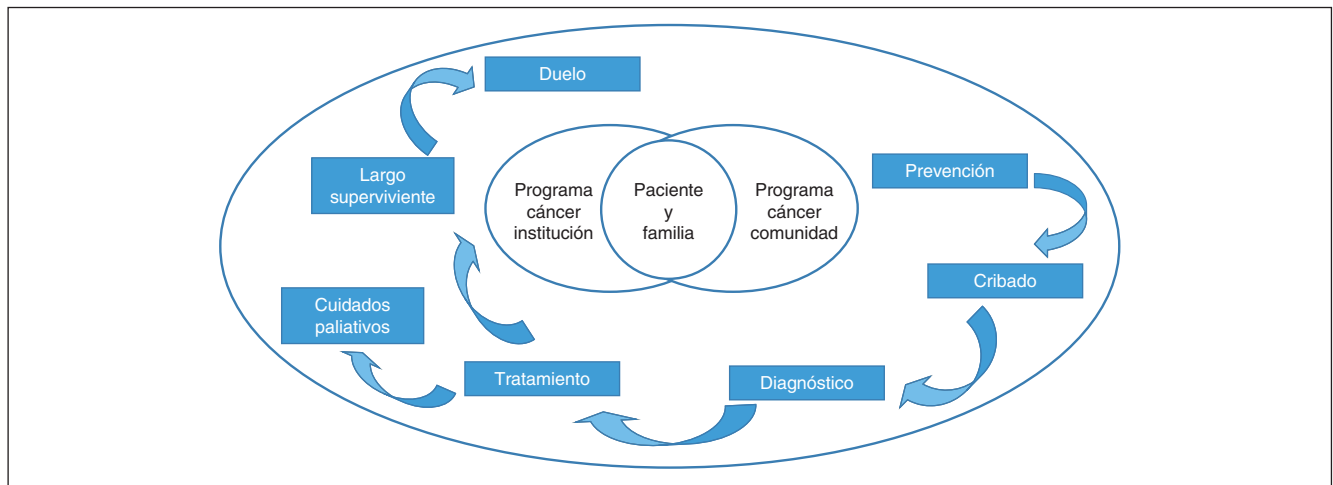 Duelo
Largo
superviviente
Prevención
Programa
cáncer
institución
Paciente
y
familia
Programa
cáncer
comunidad
Cribado
Cuidados
paliativos
Tratamiento
Diagnóstico